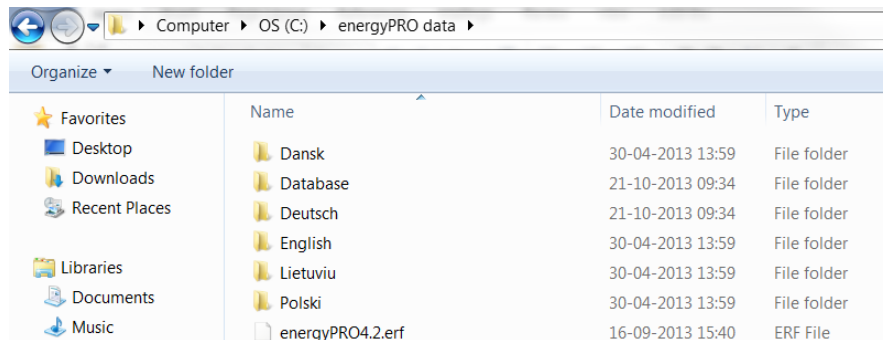 Computer OS (C:) energyPRO data
Organize New folder
Favorites
Desktop
Downloads
Recent Places
Libraries
Documents
Music
Name Date modified Type
Dansk 30-04-2013 13:59 File folder
Database 21-10-2013 09:34 File folder
Deutsch 21-10-2013 09:34 File folder
English 30-04-2013 13:59 File folder
Lietuviu 30-04-2013 13:59 File folder
Polski 30-04-2013 13:59 File folder
energyPRO4.2.erf 16-09-2013 15:40 ERF File